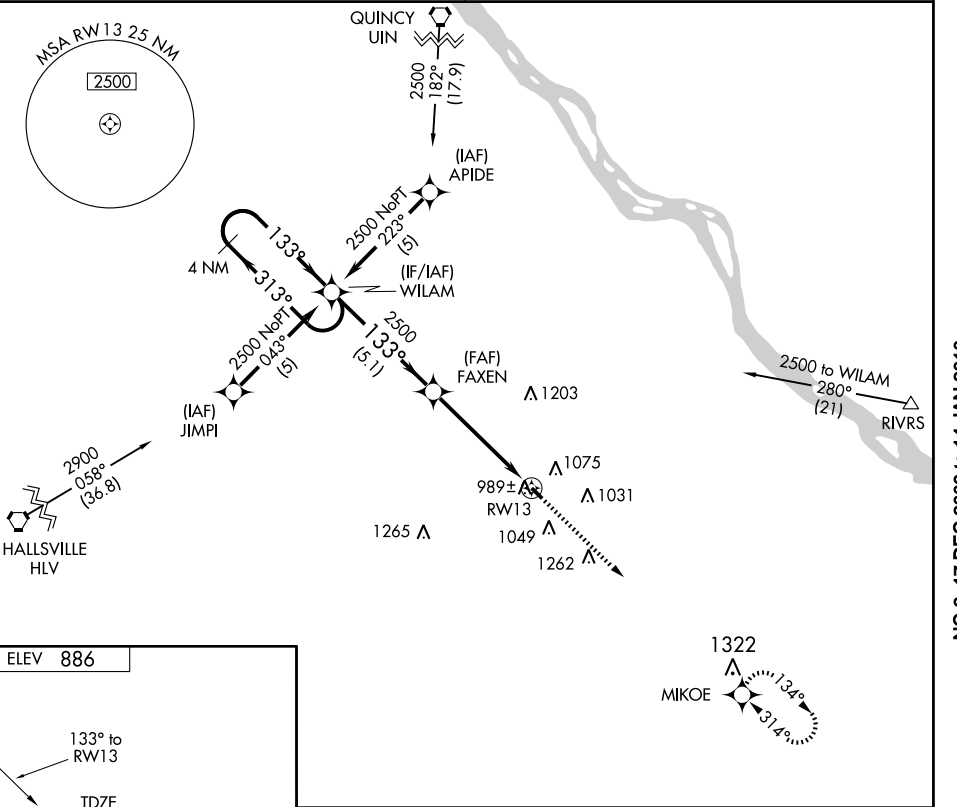 MSA RW13 25 NM
2500
QUINCY
UIN
2500
182°
(17.9)
(IAF)
APIDE
2500 NoPT
223°
(5)
133°
4 NM
313°
(IF/IAF)
WILAM
2500 NoPT
043°
(5)
2500
133°
(5.1)
(FAF)
FAXEN
(IAF)
JIMPI
2500 to WILAM
280°
(21)
RIVRS
1203
2900
058°
(36.8)
HALLSVILLE
HLV
1075
989±
RW13
1031
1265
1049
1262
1322
MIKOE
134°
314°
ELEV 886
133° to
RW13
TDZE